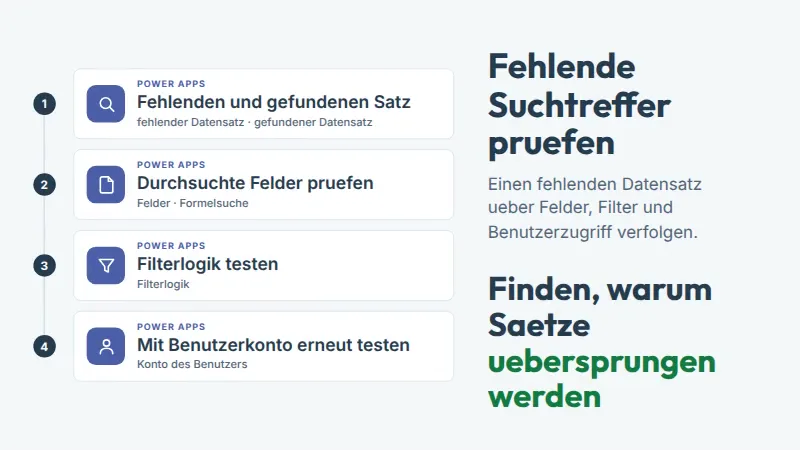 1
POWER APPS
Fehlenden und gefundenen Satz
fehlender Datensatz · gefundener Datensatz
2
POWER APPS
Durchsuchte Felder pruefen
Felder · Formelsuche
3
POWER APPS
Filterlogik testen
Filterlogik
4
POWER APPS
Mit Benutzerkonto erneut testen
Konto des Benutzers
Fehlende
Suchtreffer
pruefen
Einen fehlenden Datensatz
ueber Felder, Filter und
Benutzerzugriff verfolgen.
Finden, warum
Saetze
uebersprungen
werden